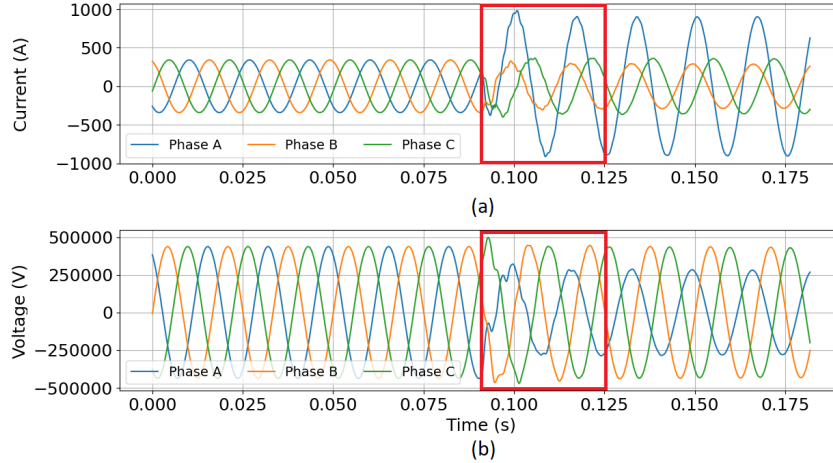 Current (A)
1000
500
0
−500
−1000
Phase A Phase B Phase C
0.000 0.025 0.050 0.075 0.100 0.125 0.150 0.175
(a)
Voltage (V)
500000
250000
0
−250000
−500000
Phase A Phase B Phase C
0.000 0.025 0.050 0.075 0.100 0.125 0.150 0.175
Time (s)
(b)